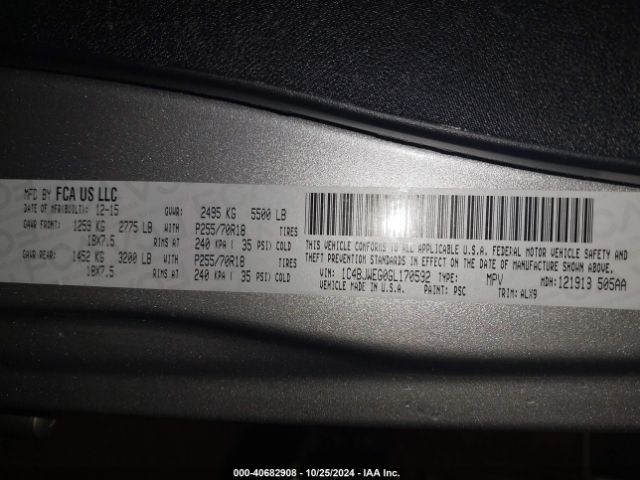 MFD BY FCA US LLC
DATE OF MFR(BUILT): 12-15 GVWR: 2495 KG 5500 LB
GAWR FRONT: 1259 KG 2775 LB P255/70R18 TIRES
18X7.5 RIMS AT 240 KPA ( 35 PSI) COLD
GAWR REAR: 1452 KG 3200 LB P255/70R18 TIRES
18X7.5 RIMS AT 240 KPA ( 35 PSI) COLD
THIS VEHICLE CONFORMS TO ALL APPLICABLE U.S.A. FEDERAL MOTOR VEHICLE SAFETY AND
THEFT PREVENTION STANDARDS IN EFFECT ON THE DATE OF MANUFACTURE SHOWN ABOVE.
VIN: 1C4BJWEG0GL170592 TYPE: MPV MDH: 121913 505AA
VEHICLE MADE IN U.S.A. PAINT: PSC TRIM: ALX9
000-40682908 - 10/25/2024 - IAA Inc.